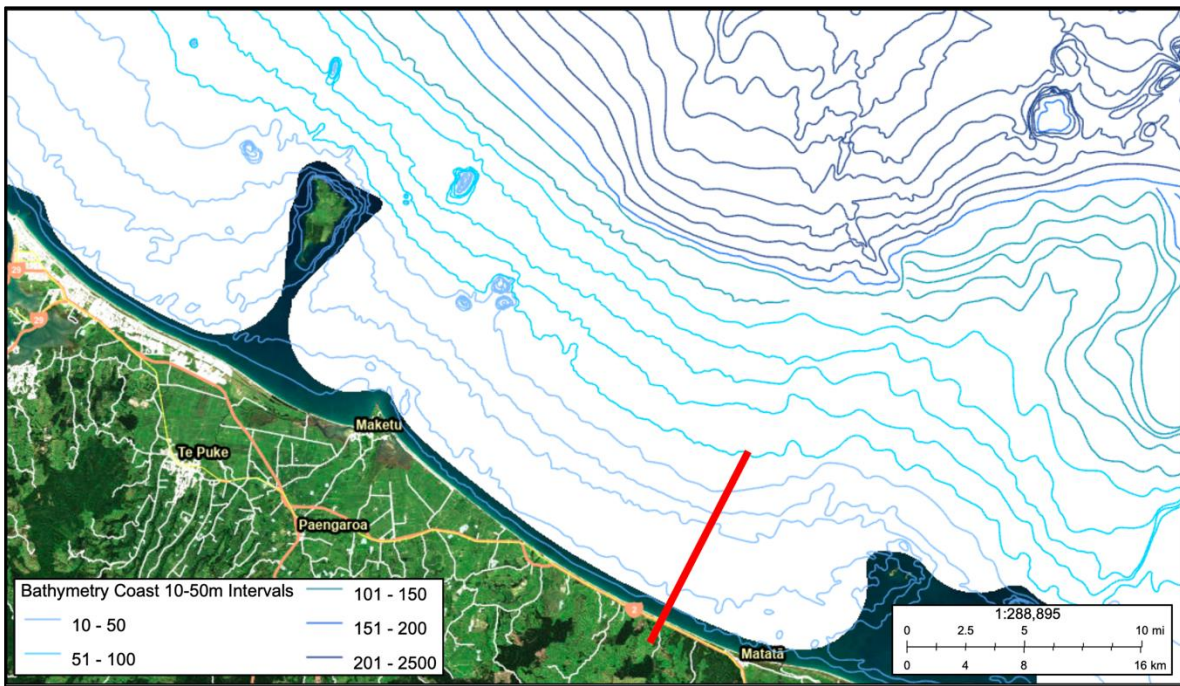 29
29
Maketu
Te Puke
Paengaroa
2
Matatā
Bathymetry Coast 10-50m Intervals
10 - 50
51 - 100
101 - 150
151 - 200
201 - 2500
1:288,895
0 2.5 5 10 mi
0 4 8 16 km